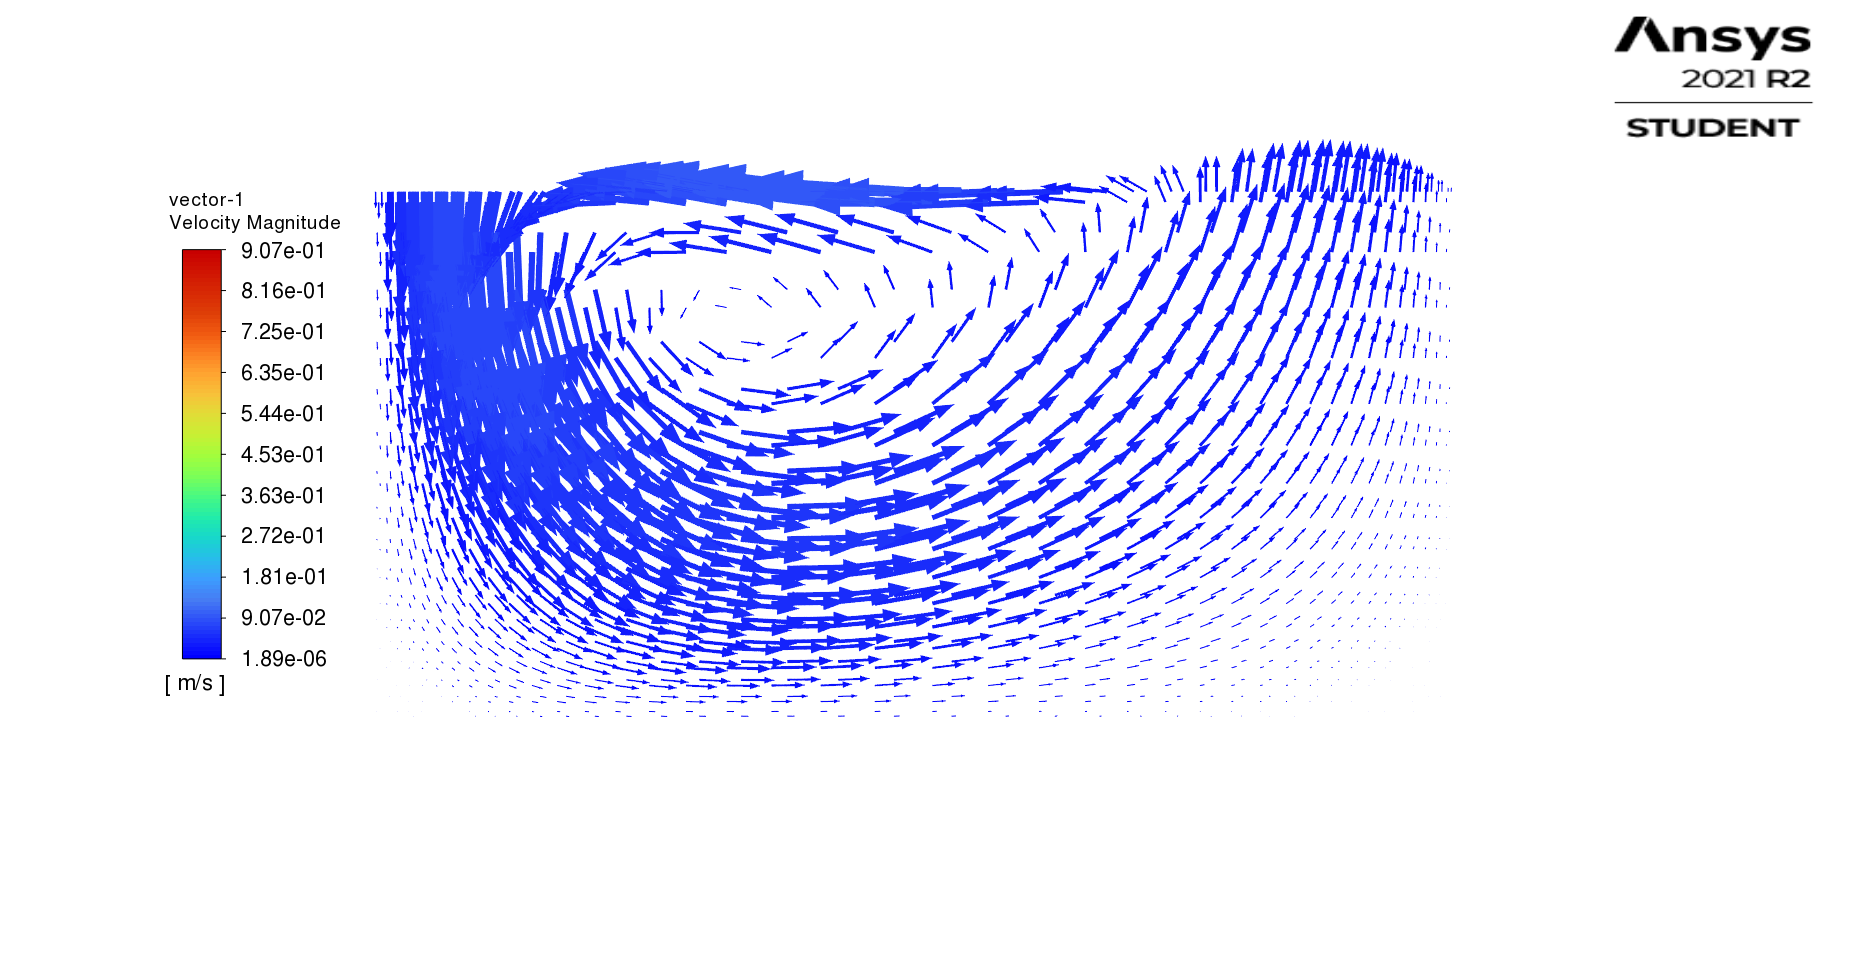 Ansys
2021 R2
STUDENT
vector-1
Velocity Magnitude
9.07e-01
8.16e-01
7.25e-01
6.35e-01
5.44e-01
4.53e-01
3.63e-01
2.72e-01
1.81e-01
9.07e-02
1.89e-06
[ m/s ]